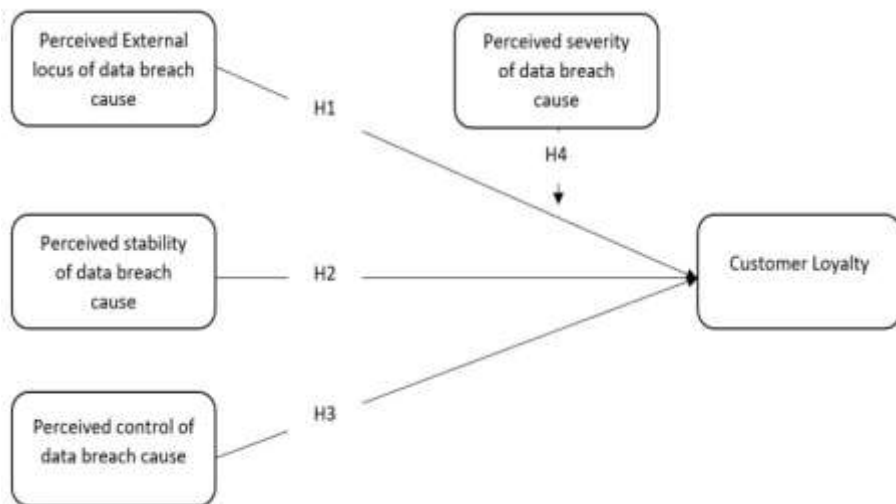 Perceived External
locus of data breach
cause
Perceived severity
of data breach
cause
H1
H4
Perceived stability
of data breach
cause
H2
Customer Loyalty
H3
Perceived control of
data breach cause